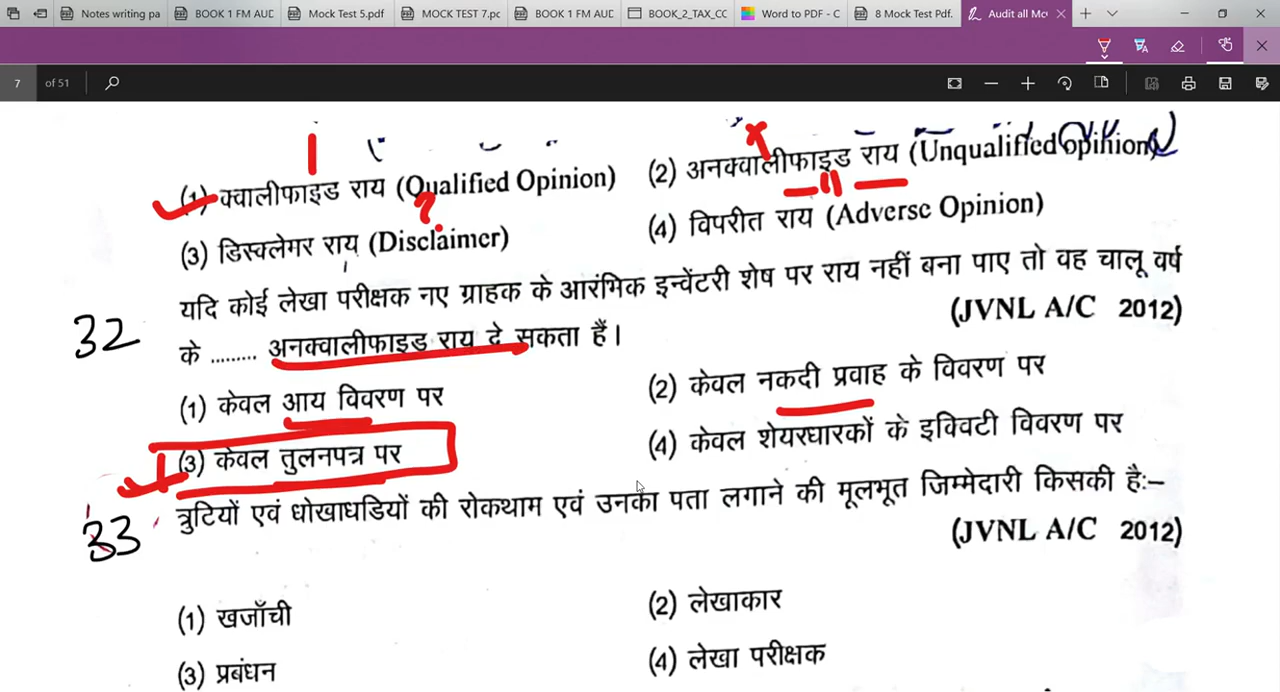 Notes writing pa
BOOK 1 FM AUD
Mock Test 5.pdf
MOCK TEST 7.pc
BOOK 1 FM AUD
BOOK_2_TAX_CC
Word to PDF - C
8 Mock Test Pdf.
Audit all Mc
7 of 51
(1) क्वालीफाइड राय (Qualified Opinion)
(2) अनक्वालीफाइड राय (Unqualified opinion)
(3) डिस्क्लेमर राय (Disclaimer)
(4) विपरीत राय (Adverse Opinion)
32
यदि कोई लेखा परीक्षक नए ग्राहक के आरंभिक इन्वेंटरी शेष पर राय नहीं बना पाए तो वह चालू वर्ष
के ......... अनक्वालीफाइड राय दे सकता हैं।
(JVNL A/C 2012)
(1) केवल आय विवरण पर
(2) केवल नकदी प्रवाह के विवरण पर
(3) केवल तुलनपत्र पर
(4) केवल शेयरधारकों के इक्विटी विवरण पर
33
त्रुटियों एवं धोखाधडियों की रोकथाम एवं उनका पता लगाने की मूलभूत जिम्मेदारी किसकी है:–
(JVNL A/C 2012)
(1) खजाँची
(2) लेखाकार
(3) प्रबंधन
(4) लेखा परीक्षक